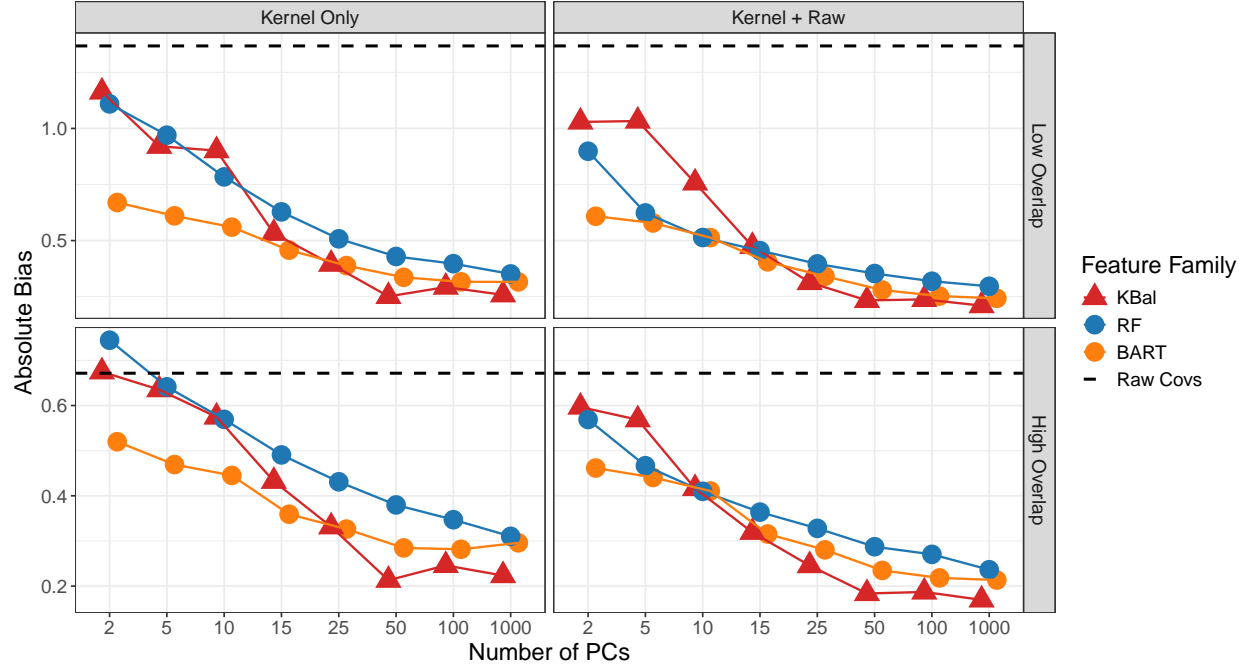 Kernel Only
Kernel + Raw
Absolute Bias
1.0
0.5
Low Overlap
0.6
0.4
0.2
High Overlap
2 5 10 15 25 50 100 1000
2 5 10 15 25 50 100 1000
Number of PCs
Feature Family
KBal
RF
BART
Raw Covs